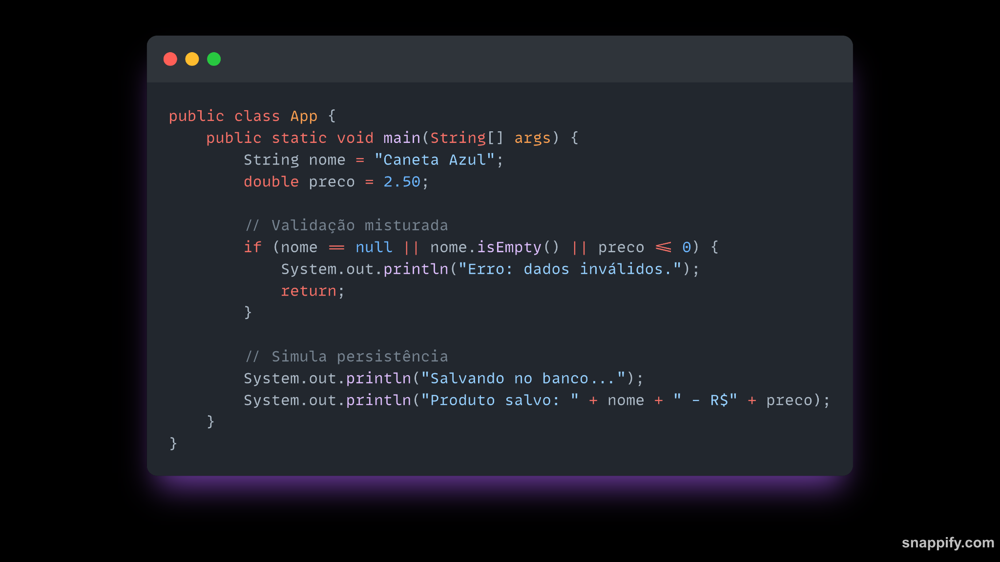 public class App {
    public static void main(String[] args) {
        String nome = "Caneta Azul";
        double preco = 2.50;

        // Validação misturada
        if (nome == null || nome.isEmpty() || preco <= 0) {
            System.out.println("Erro: dados inválidos.");
            return;
        }

        // Simula persistência
        System.out.println("Salvando no banco...");
        System.out.println("Produto salvo: " + nome + " - R$" + preco);
    }
}
snappify.com